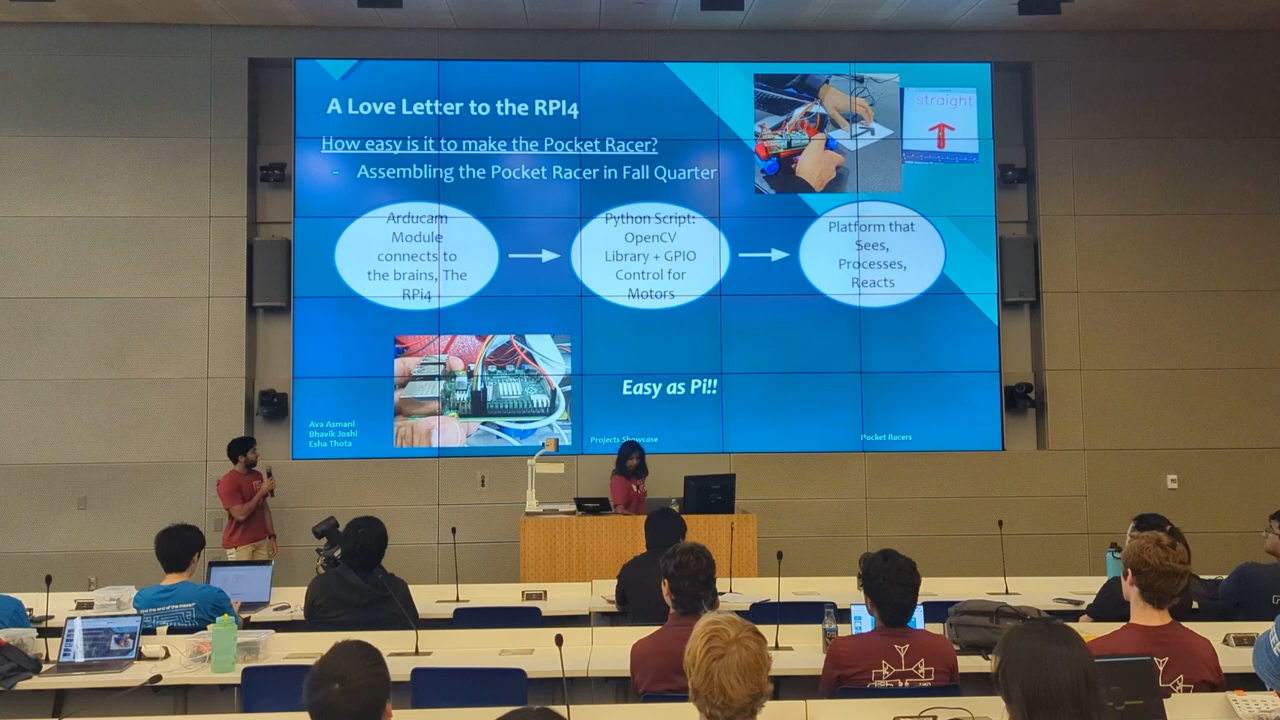 A Love Letter to the RPI4
How easy is it to make the Pocket Racer?
- Assembling the Pocket Racer in Fall Quarter
straight
Arducam
Module
connects to
the brains, The
RPi4
Python Script:
OpenCV
Library + GPIO
Control for
Motors
Platform that
Sees,
Processes,
Reacts
Easy as Pi!!
Ava Asmani
Bhavik Joshi
Esha Thota
Projects Showcase
Pocket Racers